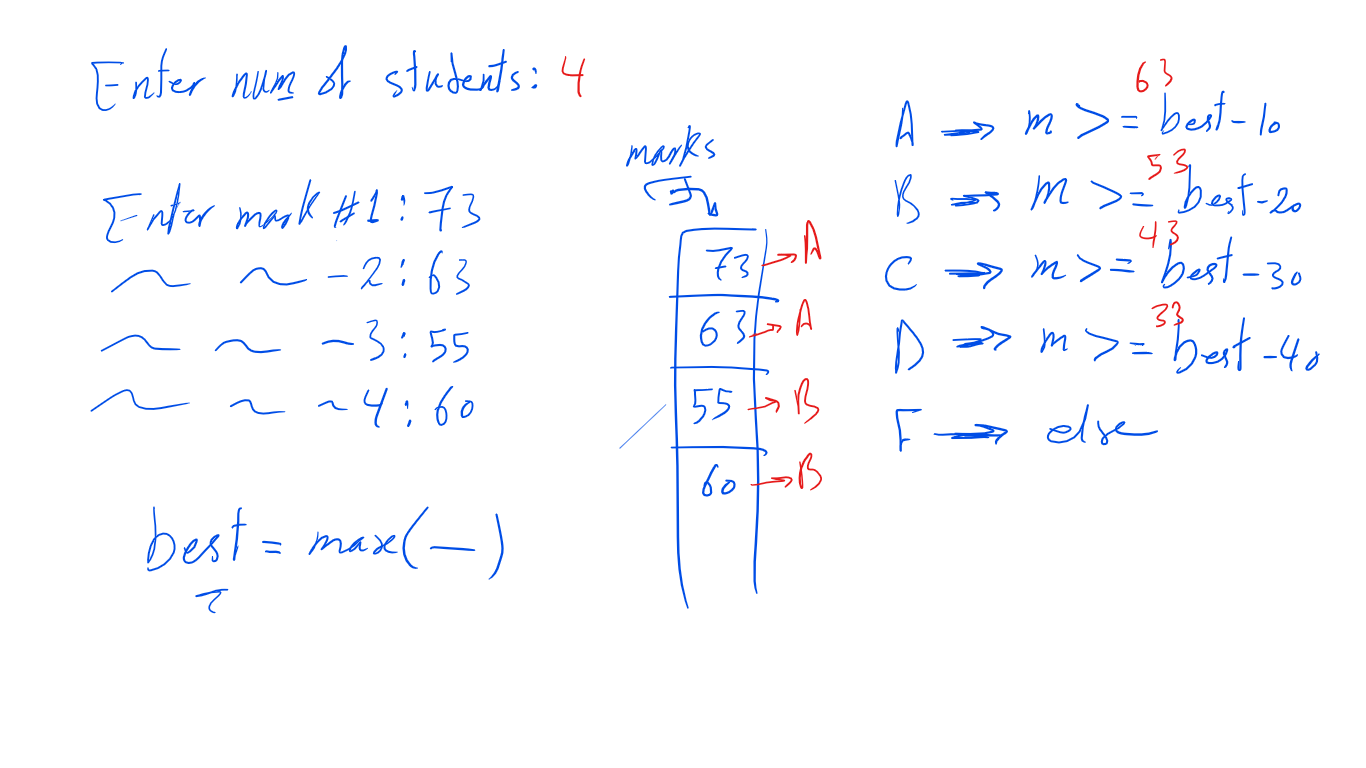 Enter num of students: 4
Enter mark #1: 73
~ ~ -2: 63
~ ~ ~3: 55
~ ~ ~4: 60
best = max(—)
marks
73 → A
63 → A
55 → B
60 → B
63
A → m >= best-10
53
B → m >= best-20
43
C → m >= best-30
33
D → m >= best-40
F → else